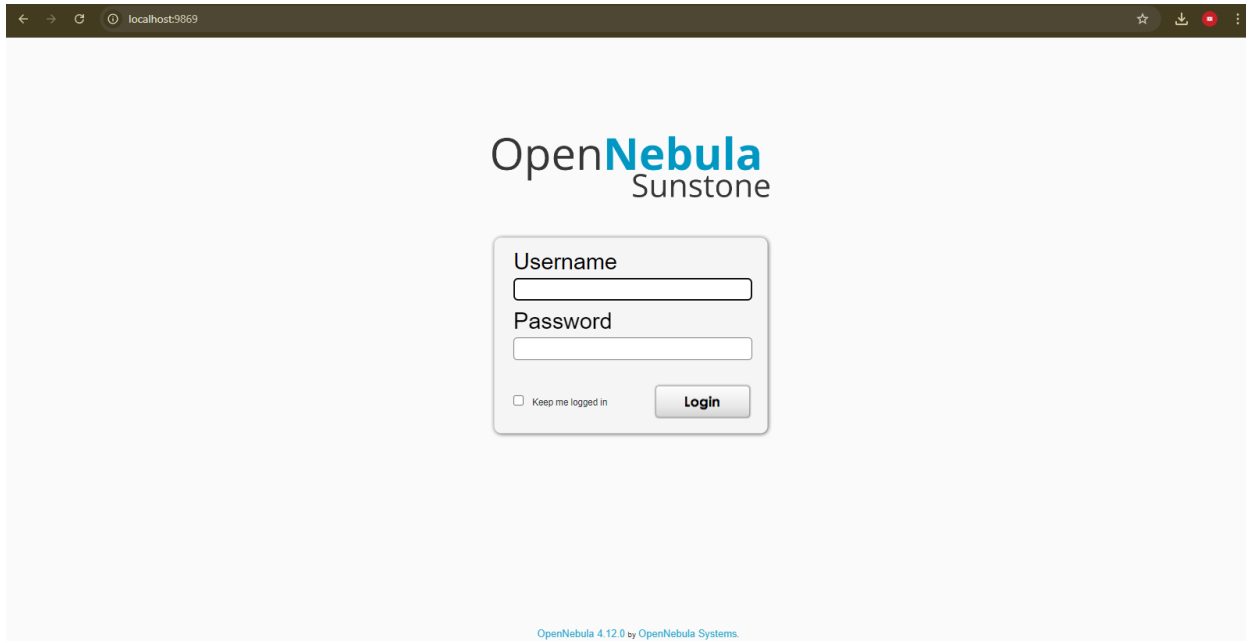 localhost:9869
OpenNebula
Sunstone
Username
Password
Keep me logged in
Login
OpenNebula 4.12.0 by OpenNebula Systems.